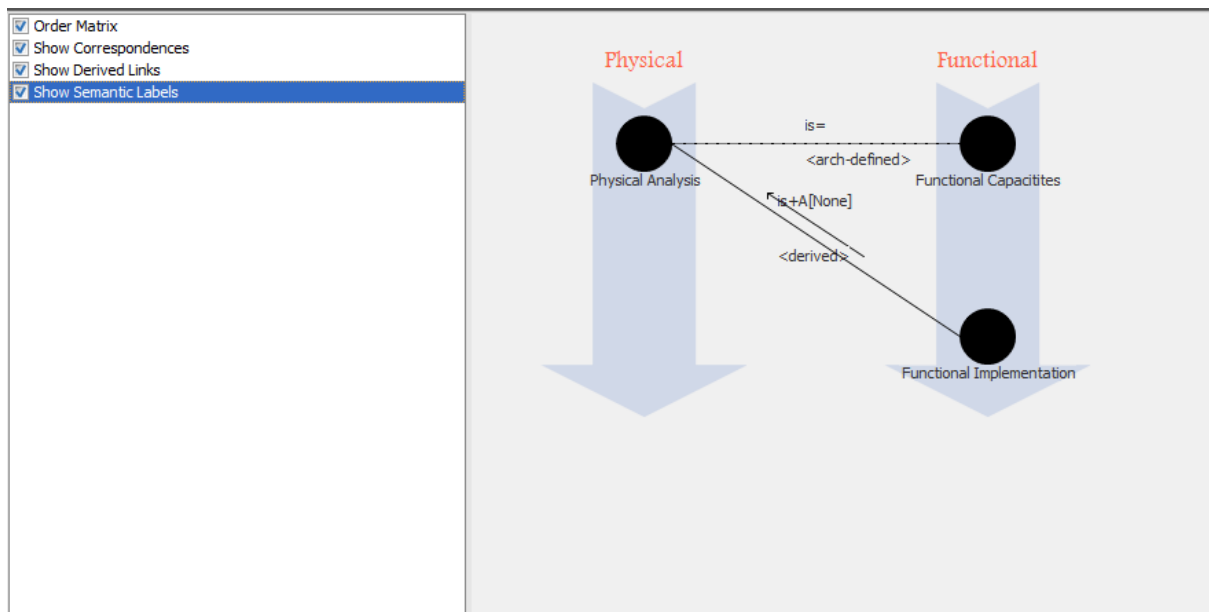 Order Matrix
Show Correspondences
Show Derived Links
Show Semantic Labels
Physical
Functional
is=
<arch-defined>
Physical Analysis
Functional Capacitites
is+A[None]
<derived>
Functional Implementation